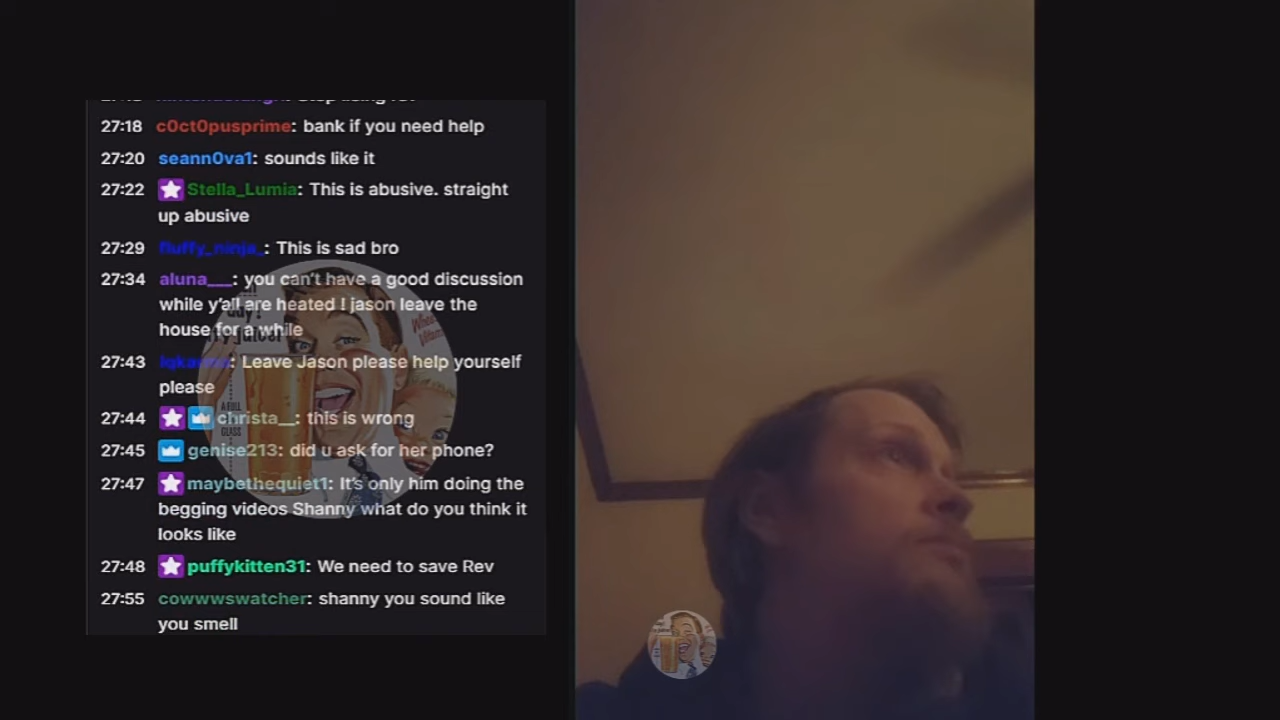 27:18 c0ct0pusprime: bank if you need help
27:20 seann0va1: sounds like it
27:22 Stella_Lumia: This is abusive. straight
up abusive
27:29 fluffy_ninja_: This is sad bro
27:34 aluna___: you can't have a good discussion
while y'all are heated ! jason leave the
house for a while
27:43 Leave Jason please help yourself
please
27:44 christa__: this is wrong
27:45 genise213: did u ask for her phone?
27:47 maybethequiet1: It's only him doing the
begging videos Shanny what do you think it
looks like
27:48 puffykitten31: We need to save Rev
27:55 cowwwswatcher: shanny you sound like
you smell
A FULL
GLASS